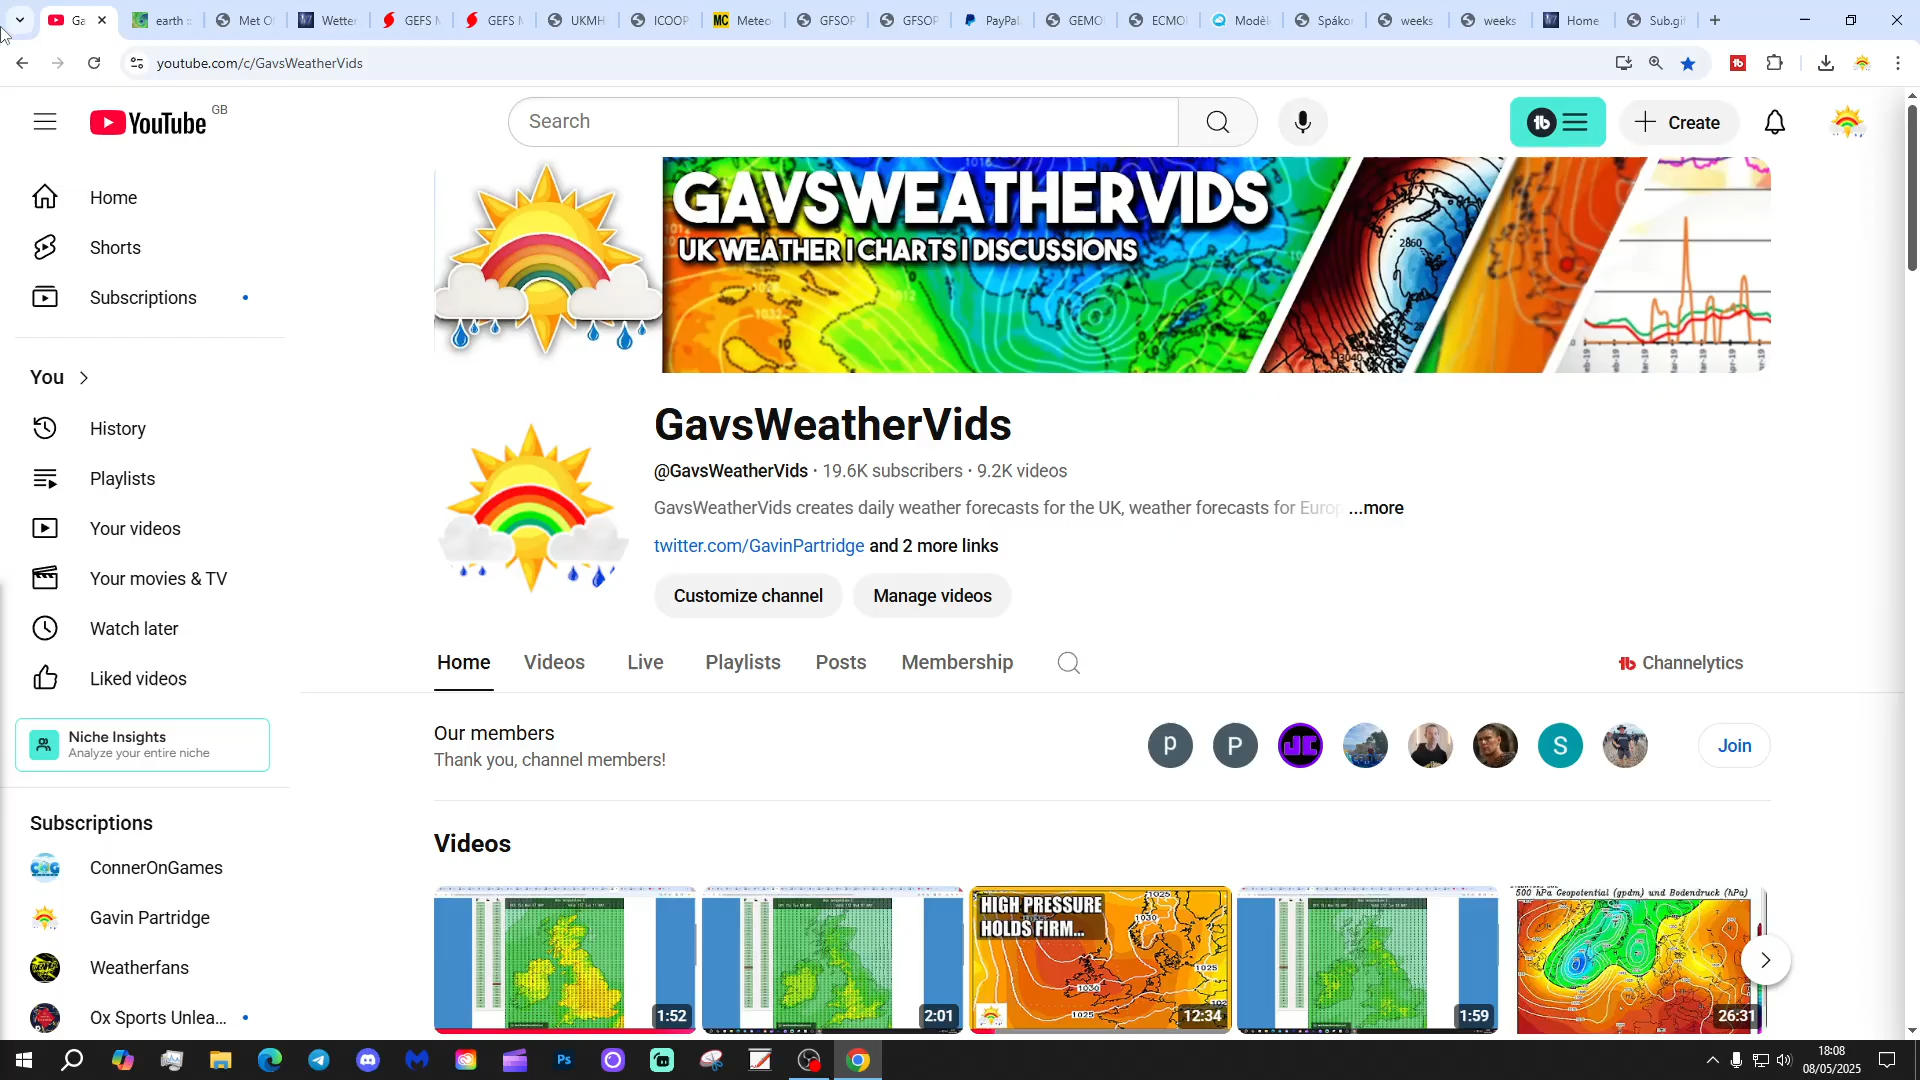 Ga
earth ::
Met O
Wetter
GEFS M
GEFS M
UKMH
ICOOP
Meteo
GFSOP
GFSOP
PayPal
GEMO
ECMO
Modèl
Spákor
weeks
weeks
Home
Sub.gi
youtube.com/c/GavsWeatherVids
YouTube
GB
Search
Create
Home
Shorts
Subscriptions
You
History
Playlists
Your videos
Your movies & TV
Watch later
Liked videos
Niche Insights
Analyze your entire niche
Subscriptions
ConnerOnGames
Gavin Partridge
Weatherfans
Ox Sports Unlea...
GAVSWEATHERVIDS
UK WEATHER | CHARTS | DISCUSSIONS
GavsWeatherVids
@GavsWeatherVids · 19.6K subscribers · 9.2K videos
GavsWeatherVids creates daily weather forecasts for the UK, weather forecasts for Europ ...more
twitter.com/GavinPartridge and 2 more links
Customize channel
Manage videos
Home
Videos
Live
Playlists
Posts
Membership
Channelytics
Our members
Thank you, channel members!
p
P
JC
S
Join
Videos
1:52
2:01
HIGH PRESSURE
HOLDS FIRM...
12:34
1:59
500 hPa Geopotential (gpdm) und Bodendruck (hPa)
26:31
18:08
08/05/2025